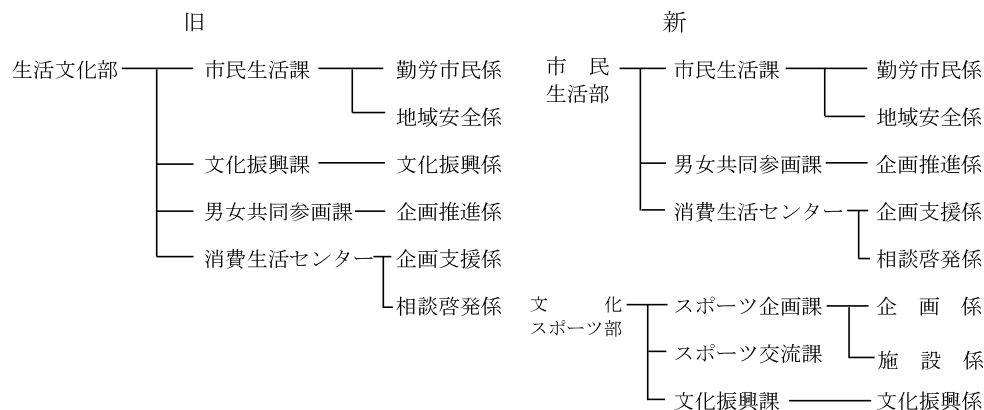 旧
生活文化部 市民生活課 勤労市民係
地域安全係
文化振興課 文化振興係
男女共同参画課 企画推進係
消費生活センター 企画支援係
相談啓発係
新
市民生活部 市民生活課 勤労市民係
地域安全係
男女共同参画課 企画推進係
消費生活センター 企画支援係
相談啓発係
文化スポーツ部 スポーツ企画課 企画係
施設係
スポーツ交流課
文化振興課 文化振興係